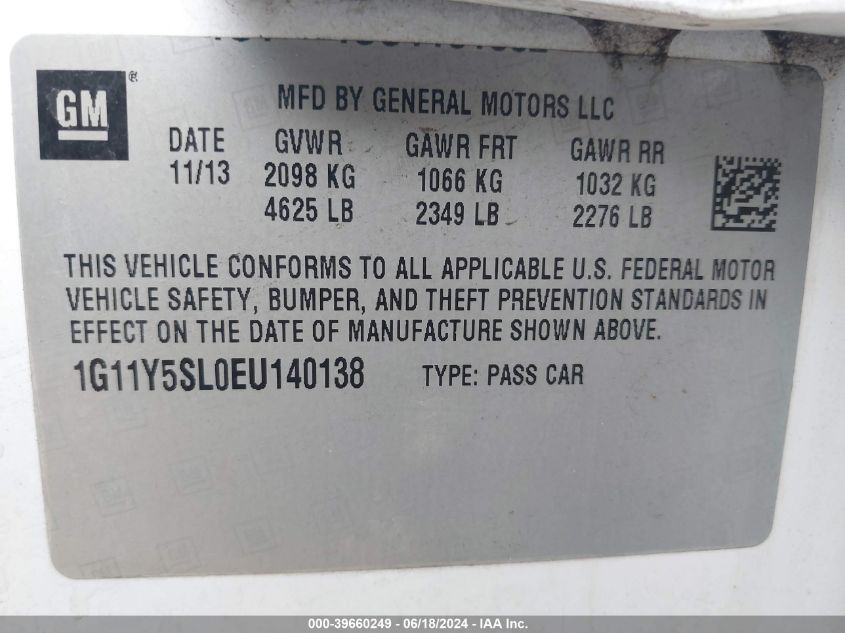 GM ®
MFD BY GENERAL MOTORS LLC
DATE GVWR GAWR FRT GAWR RR
11/13 2098 KG 1066 KG 1032 KG
4625 LB 2349 LB 2276 LB
THIS VEHICLE CONFORMS TO ALL APPLICABLE U.S. FEDERAL MOTOR
VEHICLE SAFETY, BUMPER, AND THEFT PREVENTION STANDARDS IN
EFFECT ON THE DATE OF MANUFACTURE SHOWN ABOVE.
1G11Y5SL0EU140138 TYPE: PASS CAR
000-39660249 - 06/18/2024 - IAA Inc.